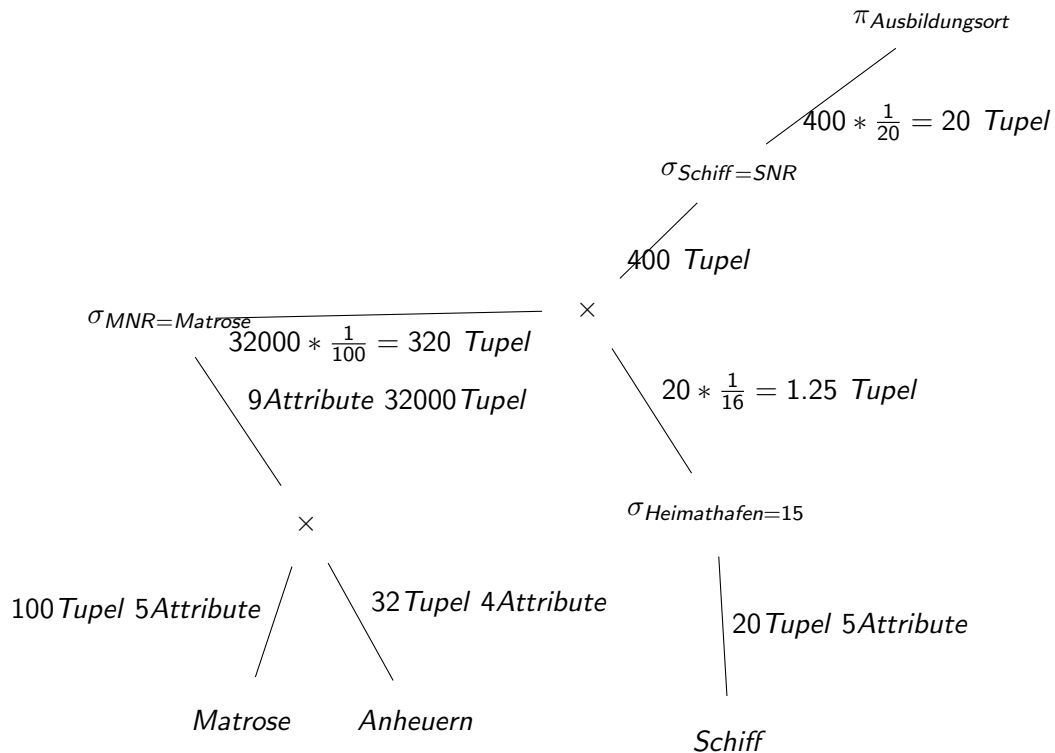 π_Ausbildungsort
400 * 1/20 = 20 Tupel
σ_Schiff=SNR
400 Tupel
σ_MNR=Matrose
×
32000 * 1/100 = 320 Tupel
20 * 1/16 = 1.25 Tupel
9Attribute 32000Tupel
σ_Heimathafen=15
×
100Tupel 5Attribute
32Tupel 4Attribute
20Tupel 5Attribute
Matrose
Anheuern
Schiff